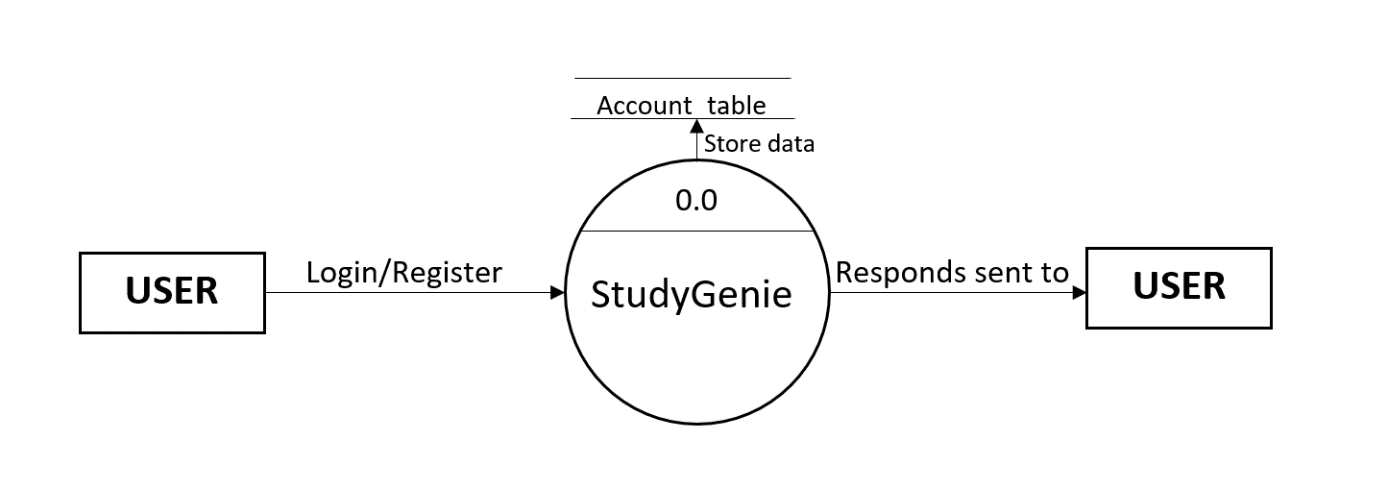 Account table
Store data
0.0
USER
Login/Register
StudyGenie
Responds sent to
USER